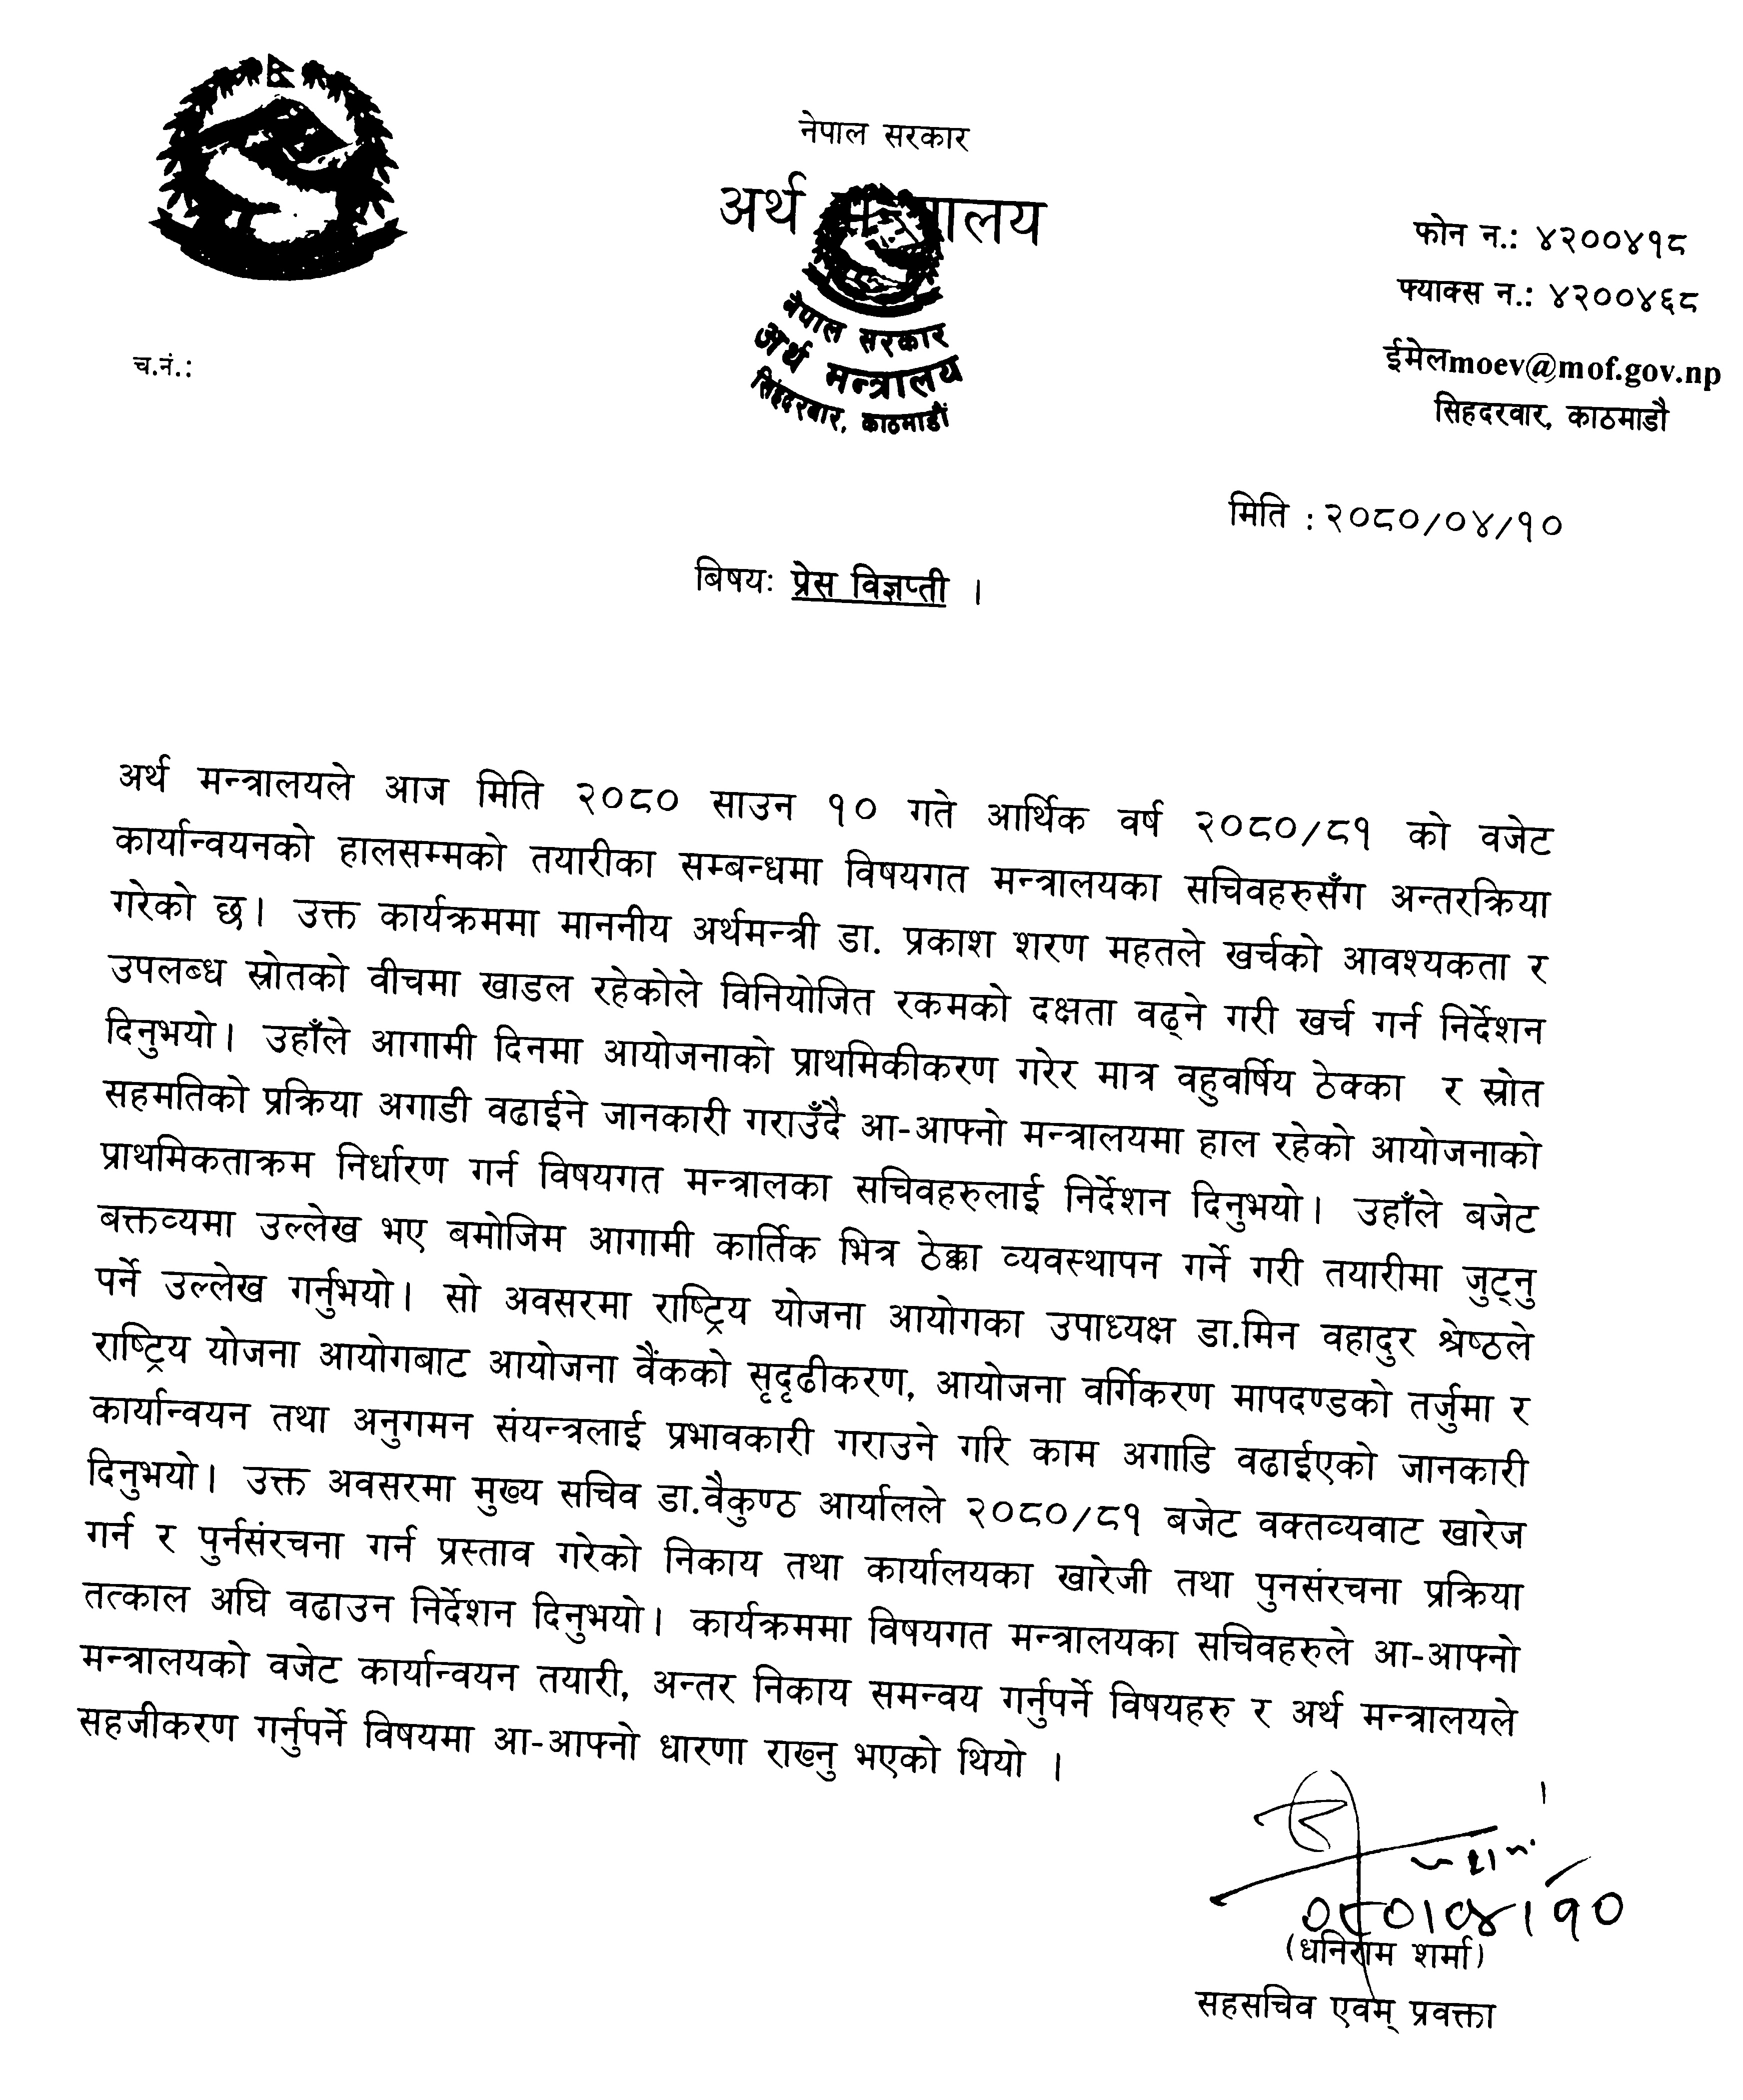 नेपाल सरकार
अर्थ मन्त्रालय
फोन न.: ४२००४१८
फ्याक्स न.: ४२००४६८
ईमेलmoev@mof.gov.np
सिहदरवार, काठमाडौ
नेपाल सरकार
अर्थ मन्त्रालय
सिंहदरबार, काठमाडौं
च.नं.:
मिति : २०८०/०४/१०
बिषयः प्रेस विज्ञप्ती ।
अर्थ मन्त्रालयले आज मिति २०८० साउन १० गते आर्थिक वर्ष २०८०/८१ को वजेट
कार्यान्वयनको हालसम्मको तयारीका सम्बन्धमा विषयगत मन्त्रालयका सचिवहरुसँग अन्तरक्रिया
गरेको छ। उक्त कार्यक्रममा माननीय अर्थमन्त्री डा. प्रकाश शरण महतले खर्चको आवश्यकता र
उपलब्ध स्रोतको वीचमा खाडल रहेकोले विनियोजित रकमको दक्षता वढ्ने गरी खर्च गर्न निर्देशन
दिनुभयो। उहाँले आगामी दिनमा आयोजनाको प्राथमिकीकरण गरेर मात्र वहुवर्षिय ठेक्का र स्रोत
सहमतिको प्रक्रिया अगाडी वढाईने जानकारी गराउँदै आ-आफ्नो मन्त्रालयमा हाल रहेको आयोजनाको
प्राथमिकताक्रम निर्धारण गर्न विषयगत मन्त्रालका सचिवहरुलाई निर्देशन दिनुभयो। उहाँले बजेट
बक्तव्यमा उल्लेख भए बमोजिम आगामी कार्तिक भित्र ठेक्का व्यवस्थापन गर्ने गरी तयारीमा जुट्नु
पर्ने उल्लेख गर्नुभयो। सो अवसरमा राष्ट्रिय योजना आयोगका उपाध्यक्ष डा.मिन वहादुर श्रेष्ठले
राष्ट्रिय योजना आयोगबाट आयोजना वैंकको सृदृढीकरण, आयोजना वर्गिकरण मापदण्डको तर्जुमा र
कार्यान्वयन तथा अनुगमन संयन्त्रलाई प्रभावकारी गराउने गरि काम अगाडि वढाईएको जानकारी
दिनुभयो। उक्त अवसरमा मुख्य सचिव डा.वैकुण्ठ आर्यालले २०८०/८१ बजेट वक्तव्यवाट खारेज
गर्न र पुर्नसंरचना गर्न प्रस्ताव गरेको निकाय तथा कार्यालयका खारेजी तथा पुनसंरचना प्रक्रिया
तत्काल अघि वढाउन निर्देशन दिनुभयो। कार्यक्रममा विषयगत मन्त्रालयका सचिवहरुले आ-आफ्नो
मन्त्रालयको वजेट कार्यान्वयन तयारी, अन्तर निकाय समन्वय गर्नुपर्ने विषयहरु र अर्थ मन्त्रालयले
सहजीकरण गर्नुपर्ने विषयमा आ-आफ्नो धारणा राख्नु भएको थियो ।
०८०।०४।१०
(धनिराम शर्मा)
सहसचिव एवम् प्रवक्ता